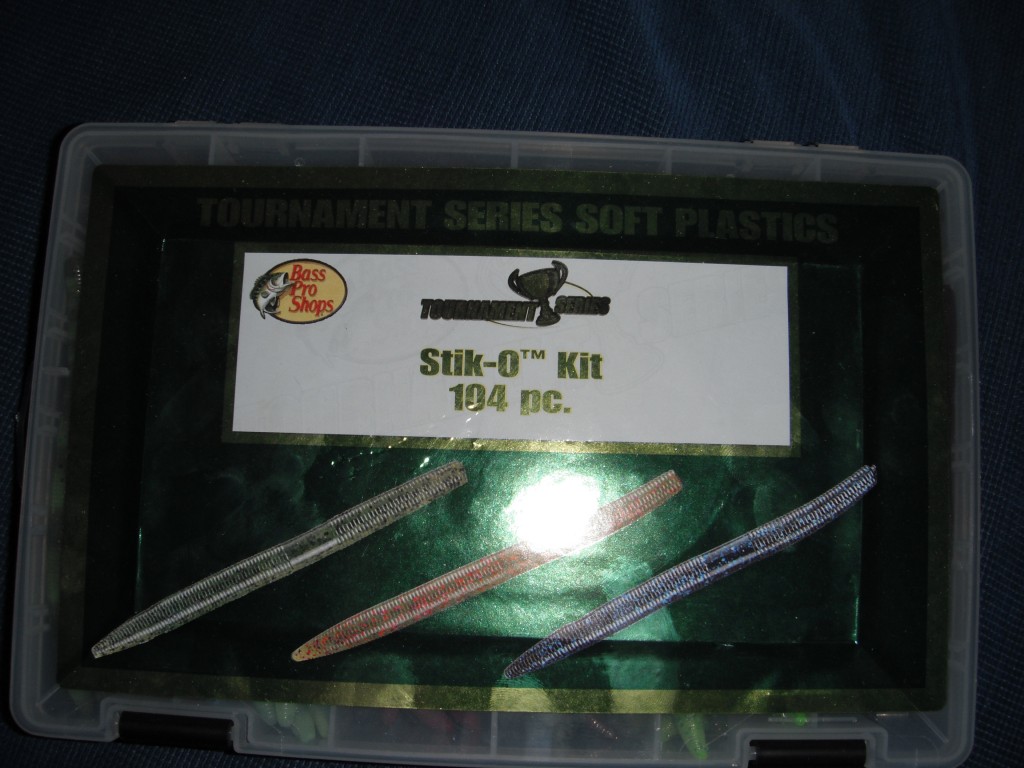 TOURNAMENT SERIES SOFT PLASTICS
Bass
Pro
Shops
TOURNAMENT SERIES
Stik-O™ Kit
104 pc.